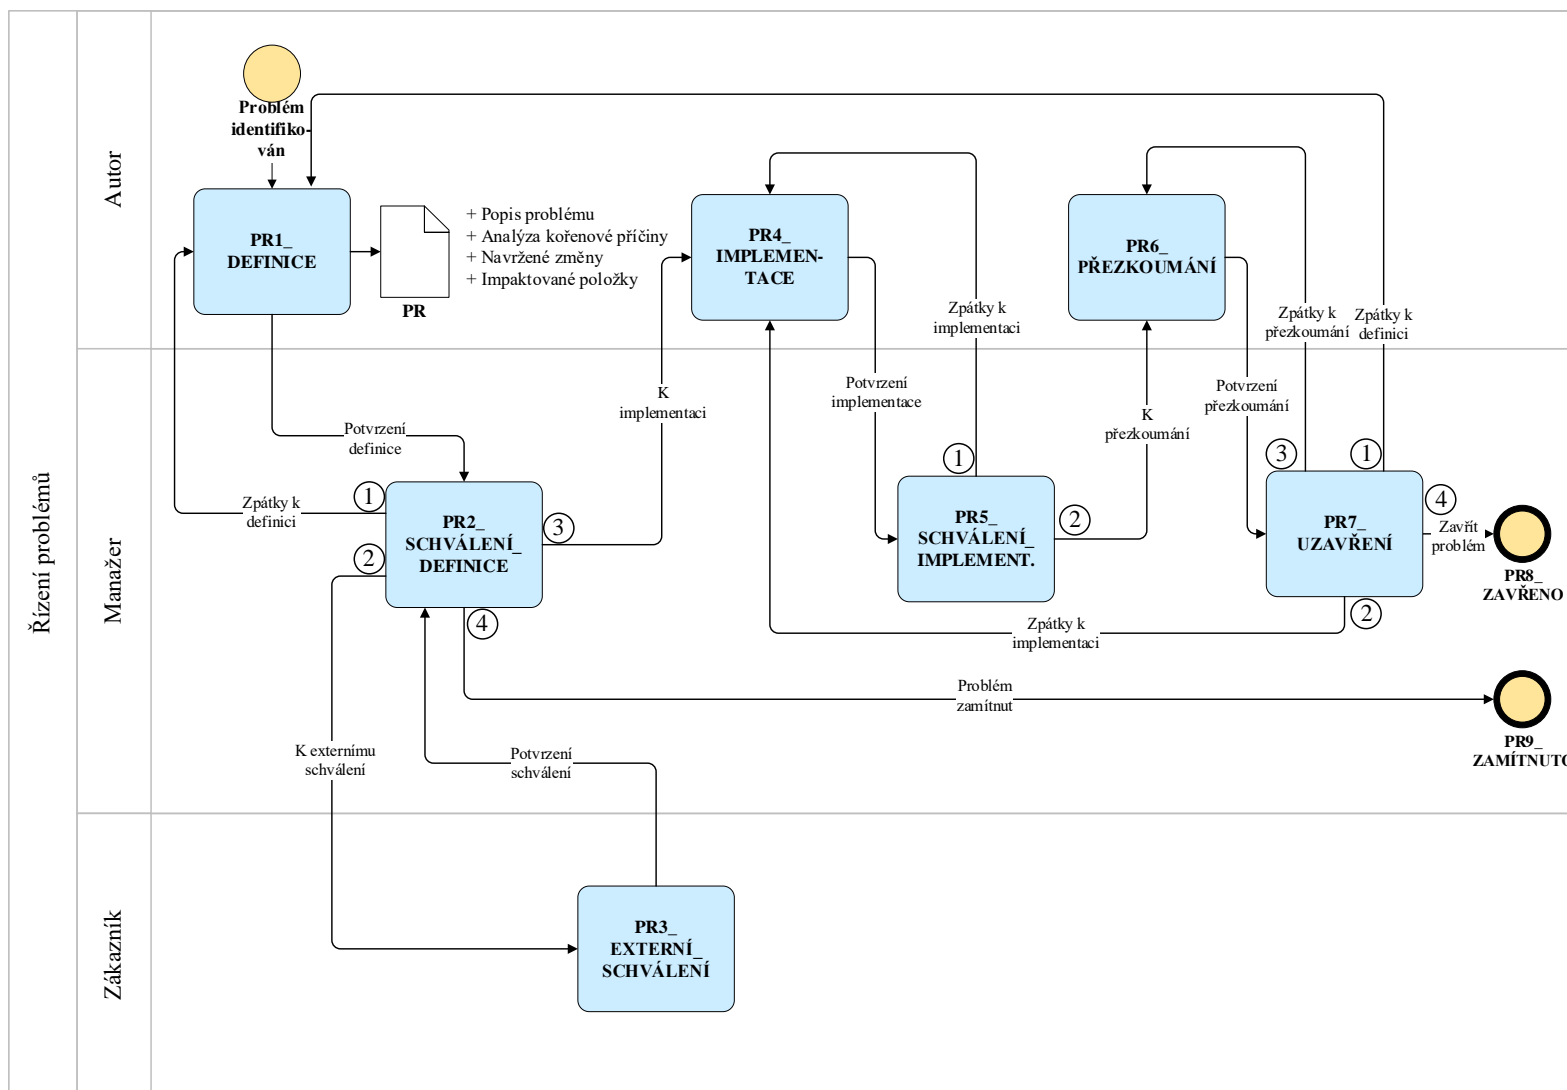 Řízení problémů
Autor
Manažer
Zákazník
Problém
identifiko-
ván
PR1_
DEFINICE
PR
+ Popis problému
+ Analýza kořenové příčiny
+ Navržené změny
+ Impaktované položky
PR4_
IMPLEMEN-
TACE
PR6_
PŘEZKOUMÁNÍ
Zpátky k
implementaci
Zpátky k
přezkoumání
Zpátky k
definici
K
implementaci
Potvrzení
implementace
K
přezkoumání
Potvrzení
přezkoumání
Potvrzení
definice
Zpátky k
definici
1
2
3
4
PR2_
SCHVÁLENÍ_
DEFINICE
1
2
PR5_
SCHVÁLENÍ_
IMPLEMENT.
3
1
4
2
PR7_
UZAVŘENÍ
Zavřít
problém
PR8_
ZAVŘENO
Zpátky k
implementaci
Problém
zamítnut
PR9_
ZAMÍTNUTO
K externímu
schválení
Potvrzení
schválení
PR3_
EXTERNÍ_
SCHVÁLENÍ